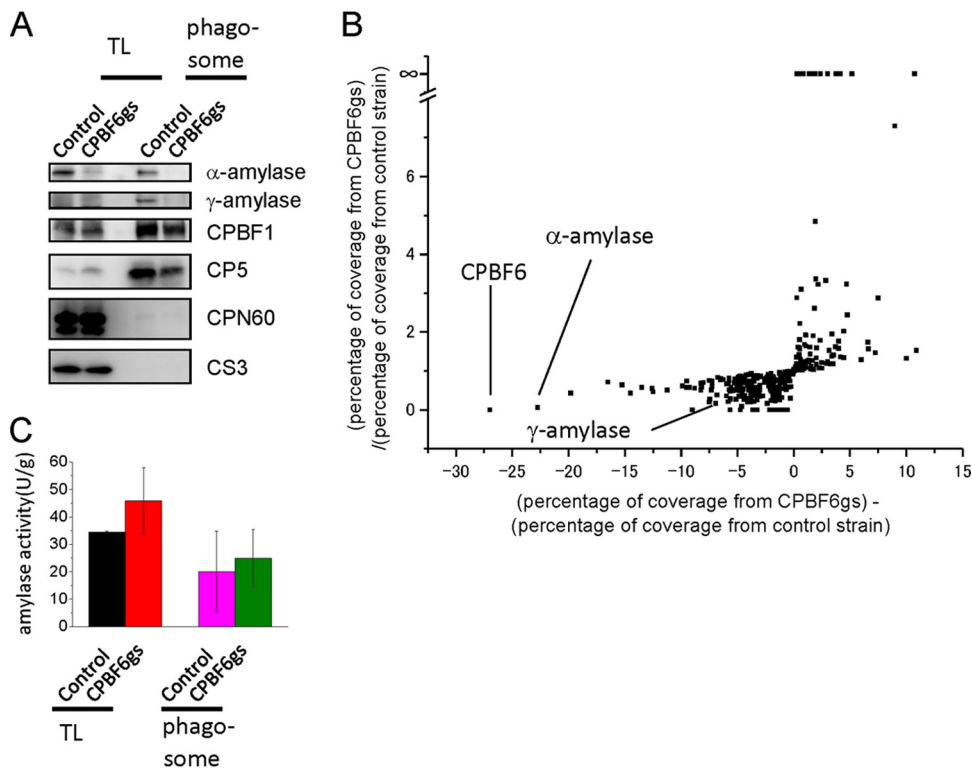 A
TL
phago-
some
Control
CPBF6gs
Control
CPBF6gs
α-amylase
γ-amylase
CPBF1
CP5
CPN60
CS3
B
(percentage of coverage from CPBF6gs)
/(percentage of coverage from control strain)
∞
6
4
2
0
CPBF6
α-amylase
γ-amylase
−30 −25 −20 −15 −10 −5 0 5 10 15
(percentage of coverage from CPBF6gs) -
(percentage of coverage from control strain)
C
amylase activity(U/g)
60
50
40
30
20
10
0
Control
CPBF6gs
Control
CPBF6gs
TL
phago-
some